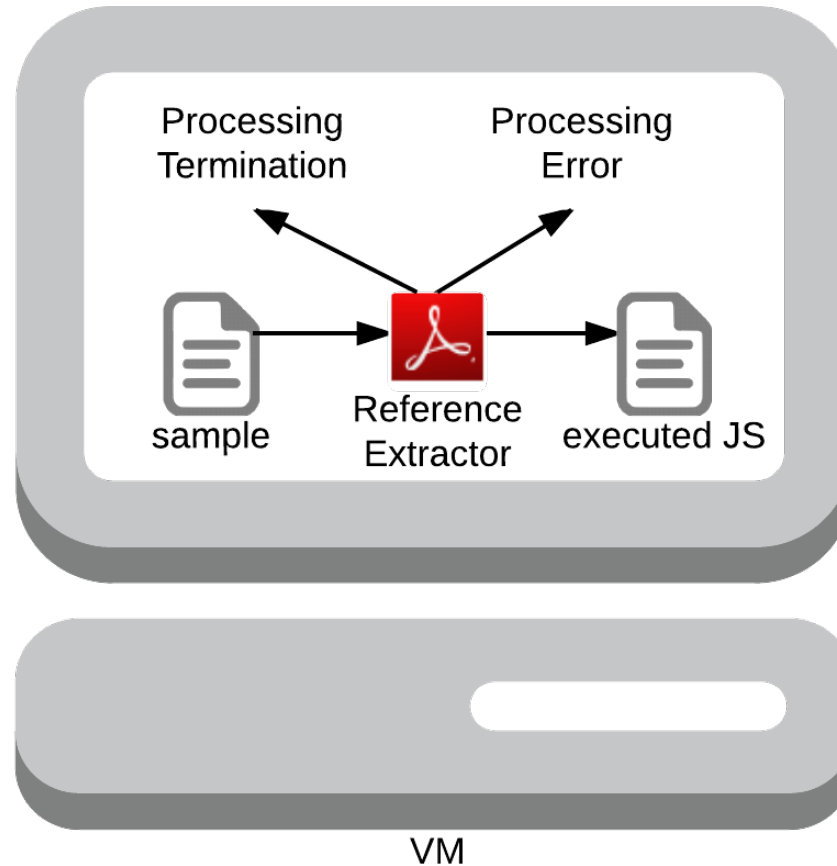 Processing
Termination
Processing
Error
sample
Reference
Extractor
executed JS
VM